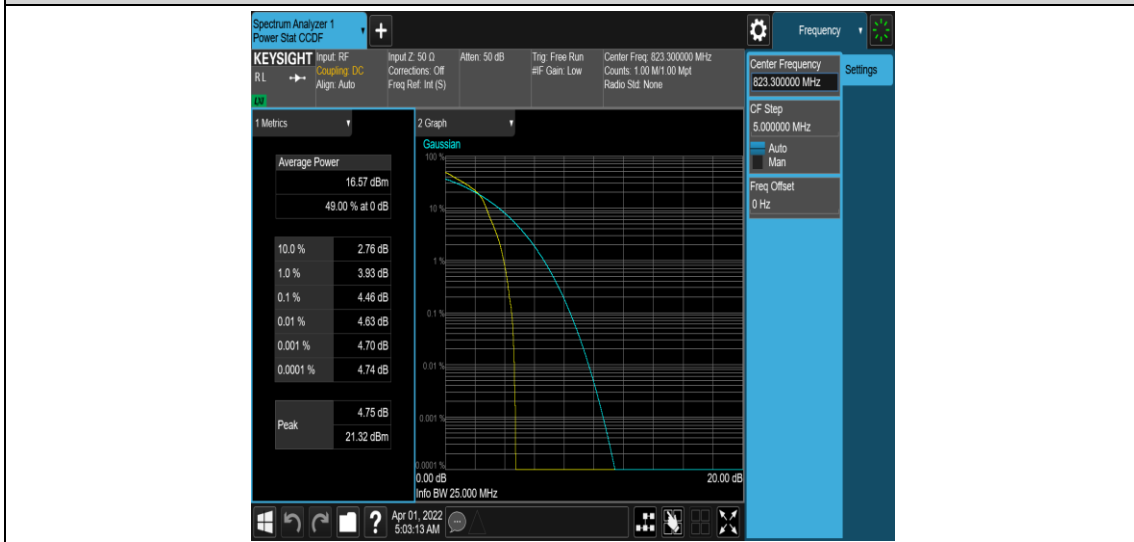 Spectrum Analyzer 1
Power Stat CCDF
+
Frequency
KEYSIGHT
RL
LXI
Input: RF
Coupling: DC
Align: Auto
Input Z: 50 Ω
Corrections: Off
Freq Ref: Int (S)
Atten: 50 dB
Trig: Free Run
#IF Gain: Low
Center Freq: 823.300000 MHz
Counts: 1.00 M/1.00 Mpt
Radio Std: None
Center Frequency
823.300000 MHz
Settings
CF Step
5.000000 MHz
Auto
Man
Freq Offset
0 Hz
1 Metrics
Average Power
16.57 dBm
49.00 % at 0 dB
10.0 % 2.76 dB
1.0 % 3.93 dB
0.1 % 4.46 dB
0.01 % 4.63 dB
0.001 % 4.70 dB
0.0001 % 4.74 dB
Peak
4.75 dB
21.32 dBm
2 Graph
Gaussian
100 %
10 %
1 %
0.1 %
0.01 %
0.001 %
0.0001 %
0.00 dB 20.00 dB
Info BW 25.000 MHz
?
Apr 01, 2022
5:03:13 AM